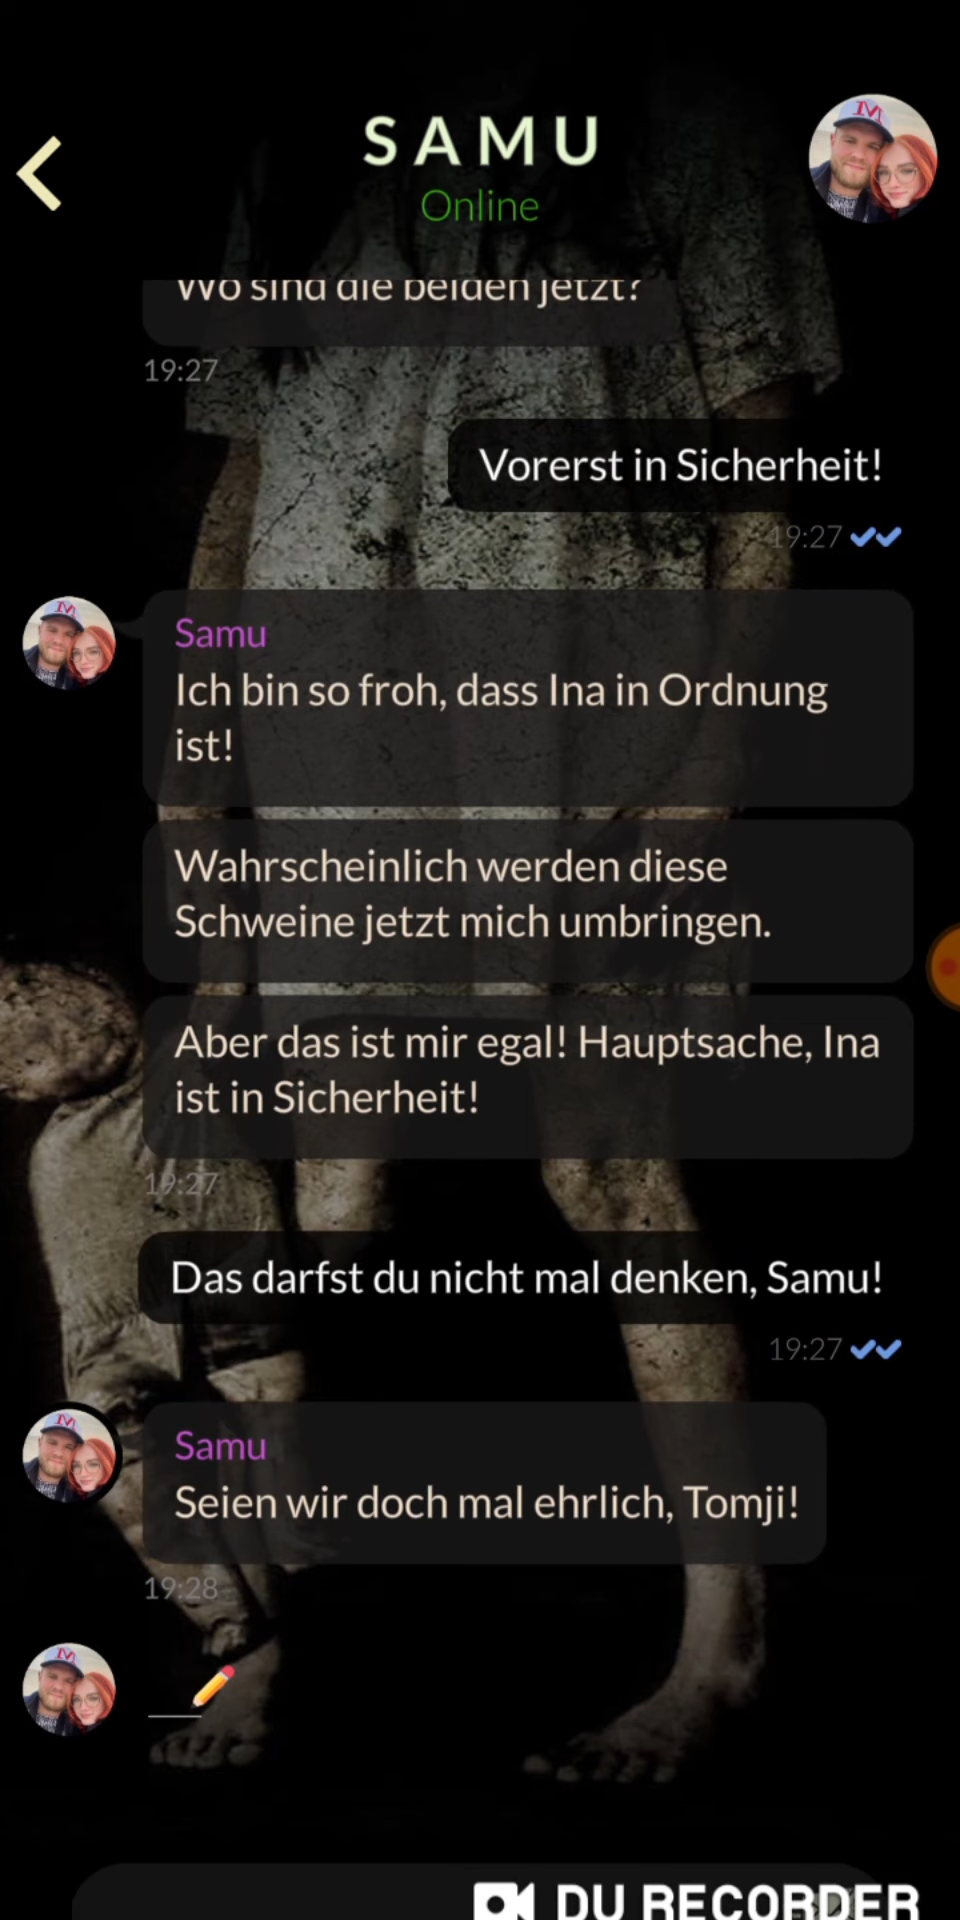 SAMU
Online
Wo sind die beiden jetzt?
19:27
Vorerst in Sicherheit!
19:27
Samu
Ich bin so froh, dass Ina in Ordnung
ist!
Wahrscheinlich werden diese
Schweine jetzt mich umbringen.
Aber das ist mir egal! Hauptsache, Ina
ist in Sicherheit!
19:27
Das darfst du nicht mal denken, Samu!
19:27
Samu
Seien wir doch mal ehrlich, Tomji!
19:28
DU RECORDER